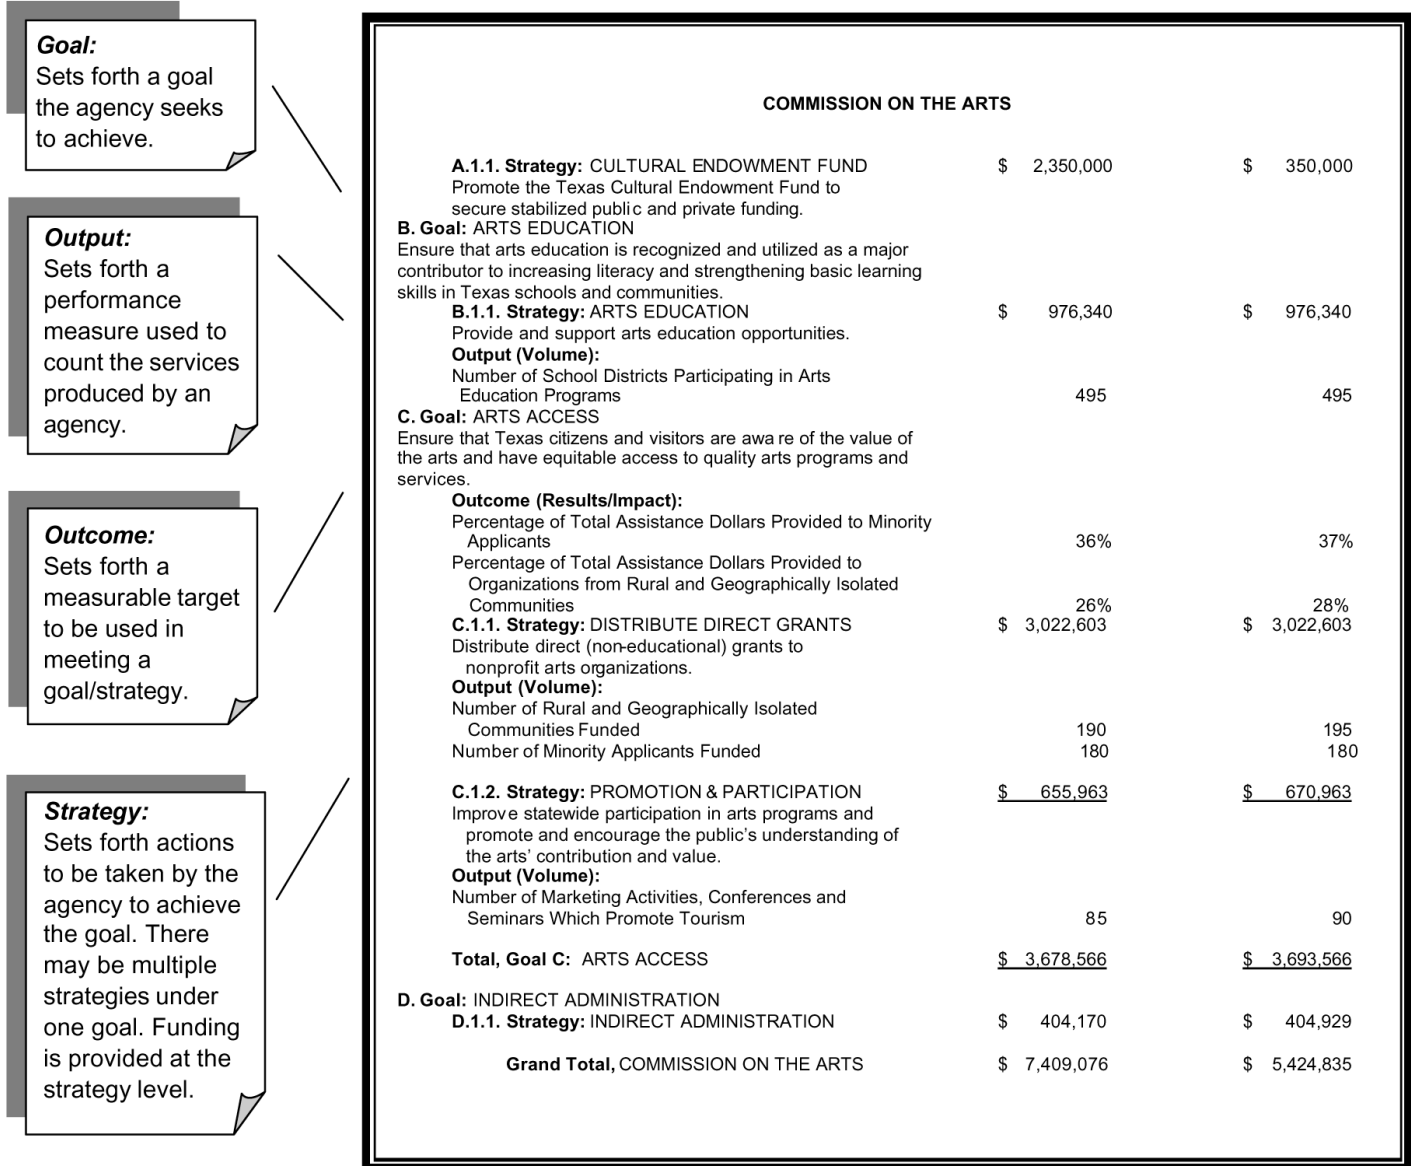 Goal:
Sets forth a goal
the agency seeks
to achieve.
Output:
Sets forth a
performance
measure used to
count the services
produced by an
agency.
Outcome:
Sets forth a
measurable target
to be used in
meeting a
goal/strategy.
Strategy:
Sets forth actions
to be taken by the
agency to achieve
the goal. There
may be multiple
strategies under
one goal. Funding
is provided at the
strategy level.
COMMISSION ON THE ARTS
A.1.1. Strategy: CULTURAL ENDOWMENT FUND $ 2,350,000 $ 350,000
Promote the Texas Cultural Endowment Fund to
secure stabilized public and private funding.
B. Goal: ARTS EDUCATION
Ensure that arts education is recognized and utilized as a major
contributor to increasing literacy and strengthening basic learning
skills in Texas schools and communities.
B.1.1. Strategy: ARTS EDUCATION $ 976,340 $ 976,340
Provide and support arts education opportunities.
Output (Volume):
Number of School Districts Participating in Arts
Education Programs 495 495
C. Goal: ARTS ACCESS
Ensure that Texas citizens and visitors are aware of the value of
the arts and have equitable access to quality arts programs and
services.
Outcome (Results/Impact):
Percentage of Total Assistance Dollars Provided to Minority
Applicants 36% 37%
Percentage of Total Assistance Dollars Provided to
Organizations from Rural and Geographically Isolated
Communities 26% 28%
C.1.1. Strategy: DISTRIBUTE DIRECT GRANTS $ 3,022,603 $ 3,022,603
Distribute direct (non-educational) grants to
nonprofit arts organizations.
Output (Volume):
Number of Rural and Geographically Isolated
Communities Funded 190 195
Number of Minority Applicants Funded 180 180
C.1.2. Strategy: PROMOTION & PARTICIPATION $ 655,963 $ 670,963
Improve statewide participation in arts programs and
promote and encourage the public's understanding of
the arts' contribution and value.
Output (Volume):
Number of Marketing Activities, Conferences and
Seminars Which Promote Tourism 85 90
Total, Goal C: ARTS ACCESS $ 3,678,566 $ 3,693,566
D. Goal: INDIRECT ADMINISTRATION
D.1.1. Strategy: INDIRECT ADMINISTRATION $ 404,170 $ 404,929
Grand Total, COMMISSION ON THE ARTS $ 7,409,076 $ 5,424,835